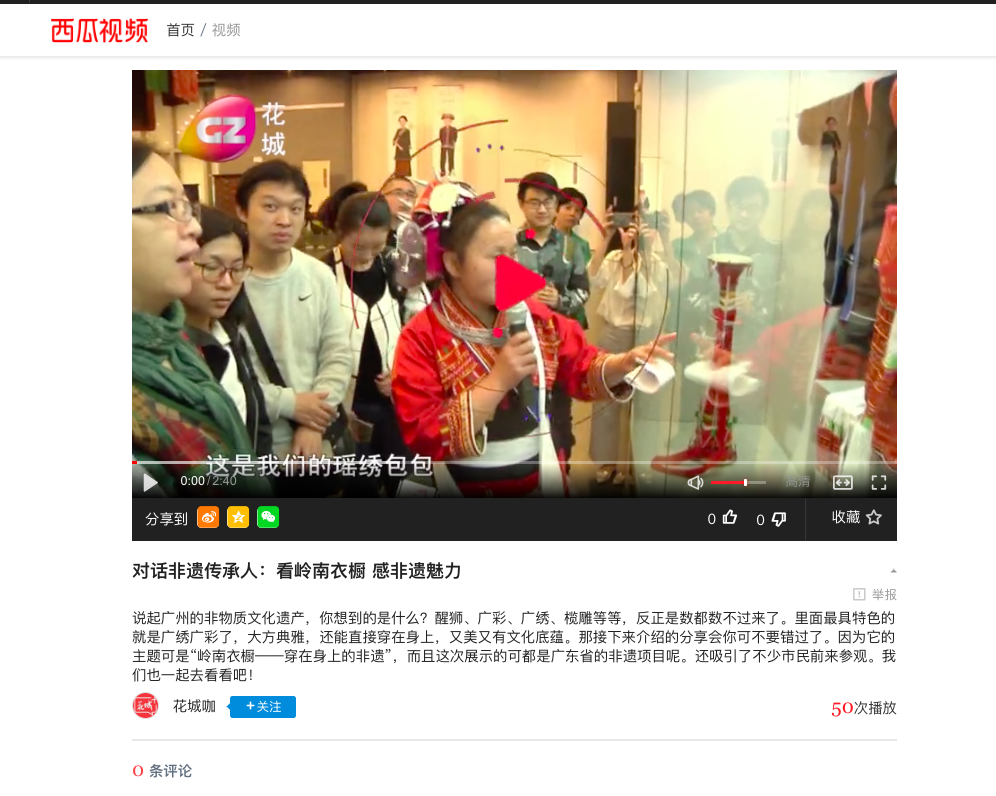 西瓜视频 首页 / 视频
GZ 花城
这是我们的瑶绣包包
0:00/2:40 高清
分享到 0 0 收藏
对话非遗传承人：看岭南衣橱 感非遗魅力
举报
说起广州的非物质文化遗产，你想到的是什么？醒狮、广彩、广绣、榄雕等等，反正是数都数不过来了。里面最具特色的
就是广绣广彩了，大方典雅，还能直接穿在身上，又美又有文化底蕴。那接下来介绍的分享会你可不要错过了。因为它的
主题可是“岭南衣橱——穿在身上的非遗”，而且这次展示的可都是广东省的非遗项目呢。还吸引了不少市民前来参观。我
们也一起去看看吧！
花城 花城咖 +关注 50次播放
0 条评论